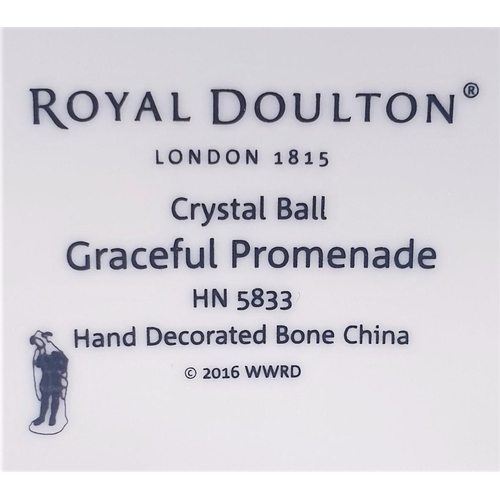 ROYAL DOULTON®
LONDON 1815
Crystal Ball
Graceful Promenade
HN 5833
Hand Decorated Bone China
© 2016 WWRD